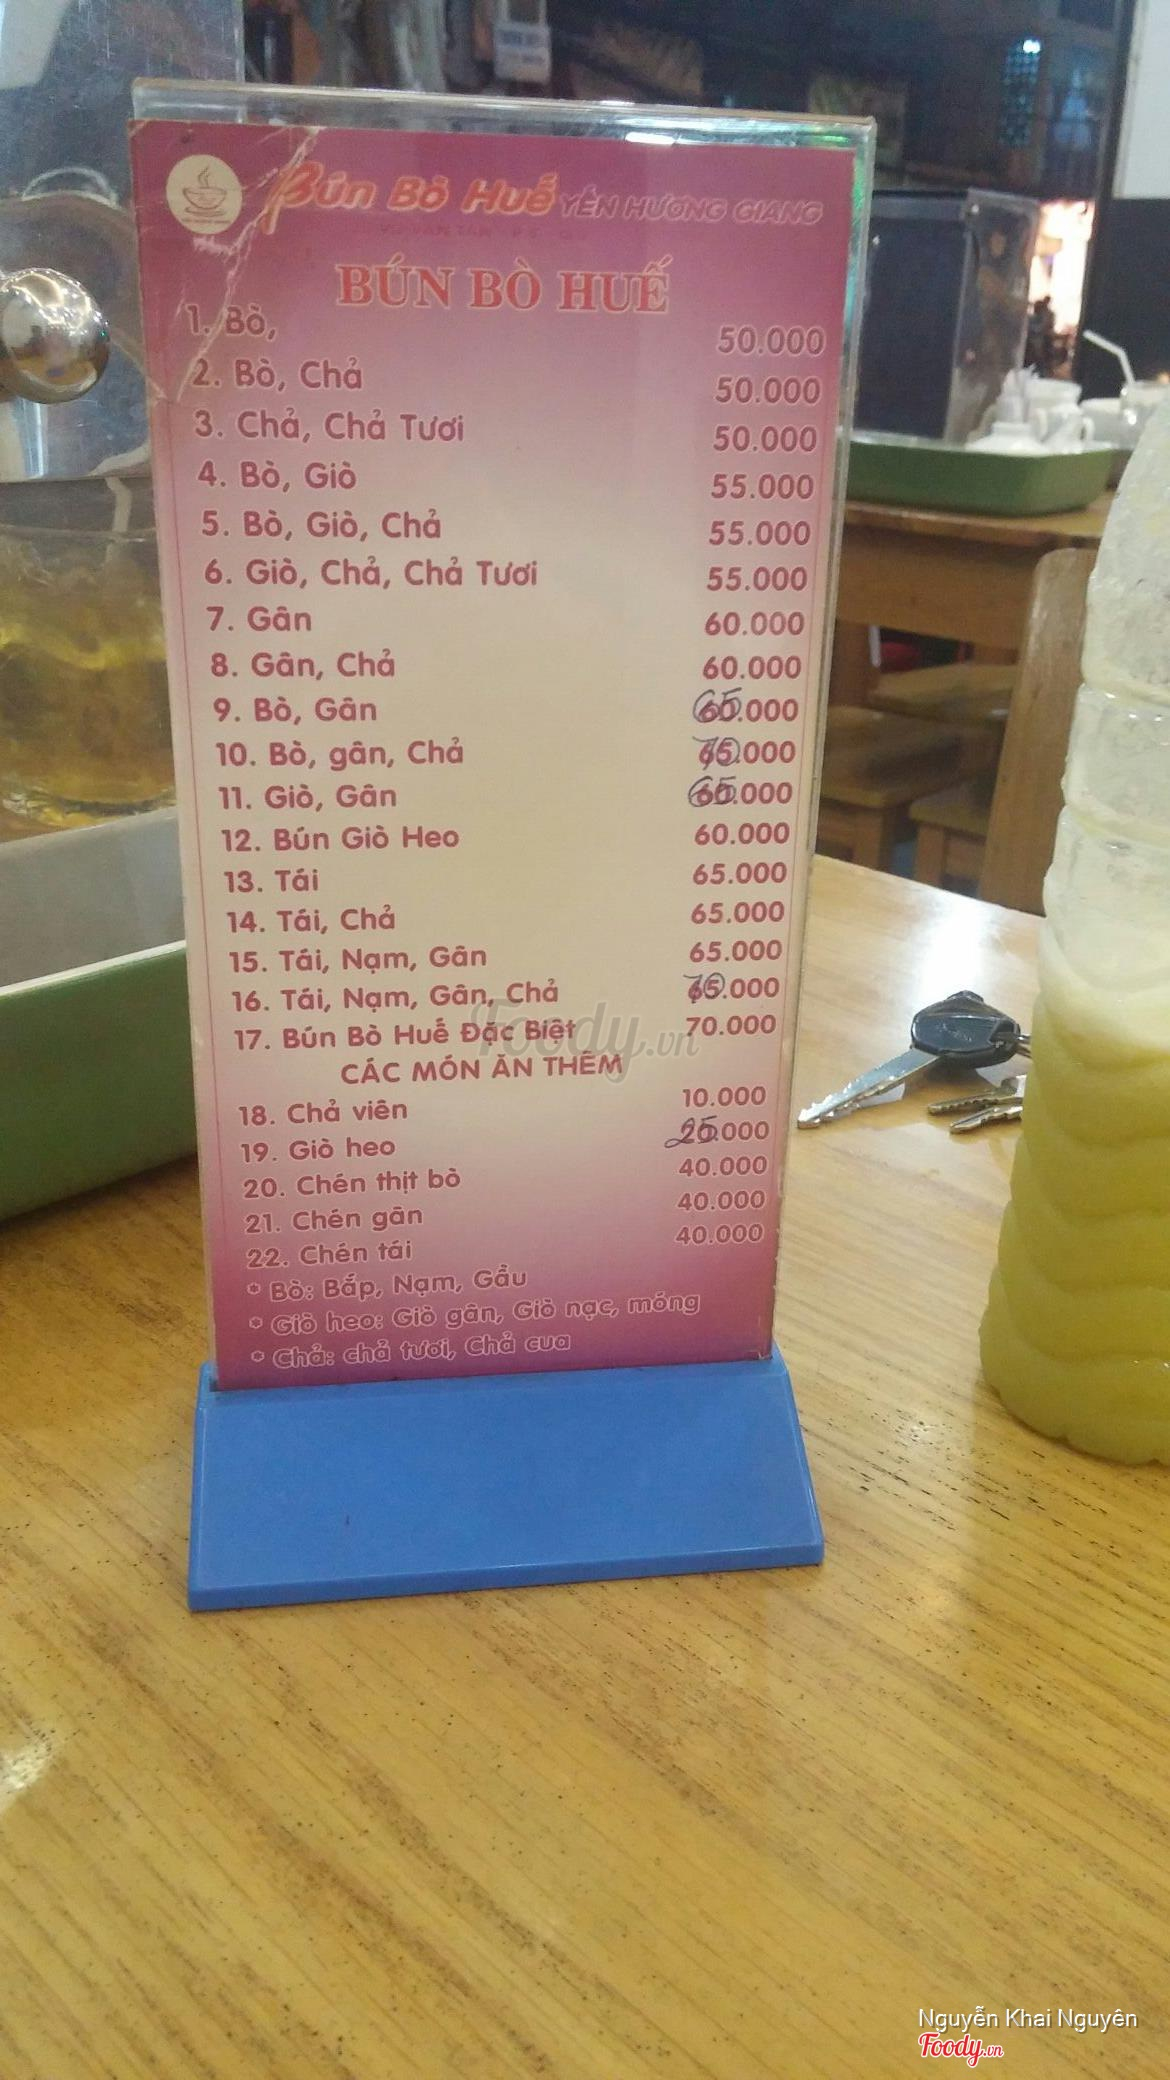 Bún Bò Huế YẾN HƯƠNG GIANG
BÚN BÒ HUẾ
1. Bò, 50.000
2. Bò, Chả 50.000
3. Chả, Chả Tươi 50.000
4. Bò, Giò 55.000
5. Bò, Giò, Chả 55.000
6. Giò, Chả, Chả Tươi 55.000
7. Gân 60.000
8. Gân, Chả 60.000
9. Bò, Gân 65.000
10. Bò, gân, Chả 70.000
11. Giò, Gân 65.000
12. Bún Giò Heo 60.000
13. Tái 65.000
14. Tái, Chả 65.000
15. Tái, Nạm, Gân 65.000
16. Tái, Nạm, Gân, Chả 70.000
17. Bún Bò Huế Đặc Biệt 70.000
CÁC MÓN ĂN THÊM
18. Chả viên 10.000
19. Giò heo 25.000
20. Chén thịt bò 40.000
21. Chén gân 40.000
22. Chén tái 40.000
* Bò: Bắp, Nạm, Gầu
* Giò heo: Giò gân, Giò nạc, móng
* Chả: chả tươi, Chả cua
Foody.vn
Nguyễn Khai Nguyên
Foody.vn